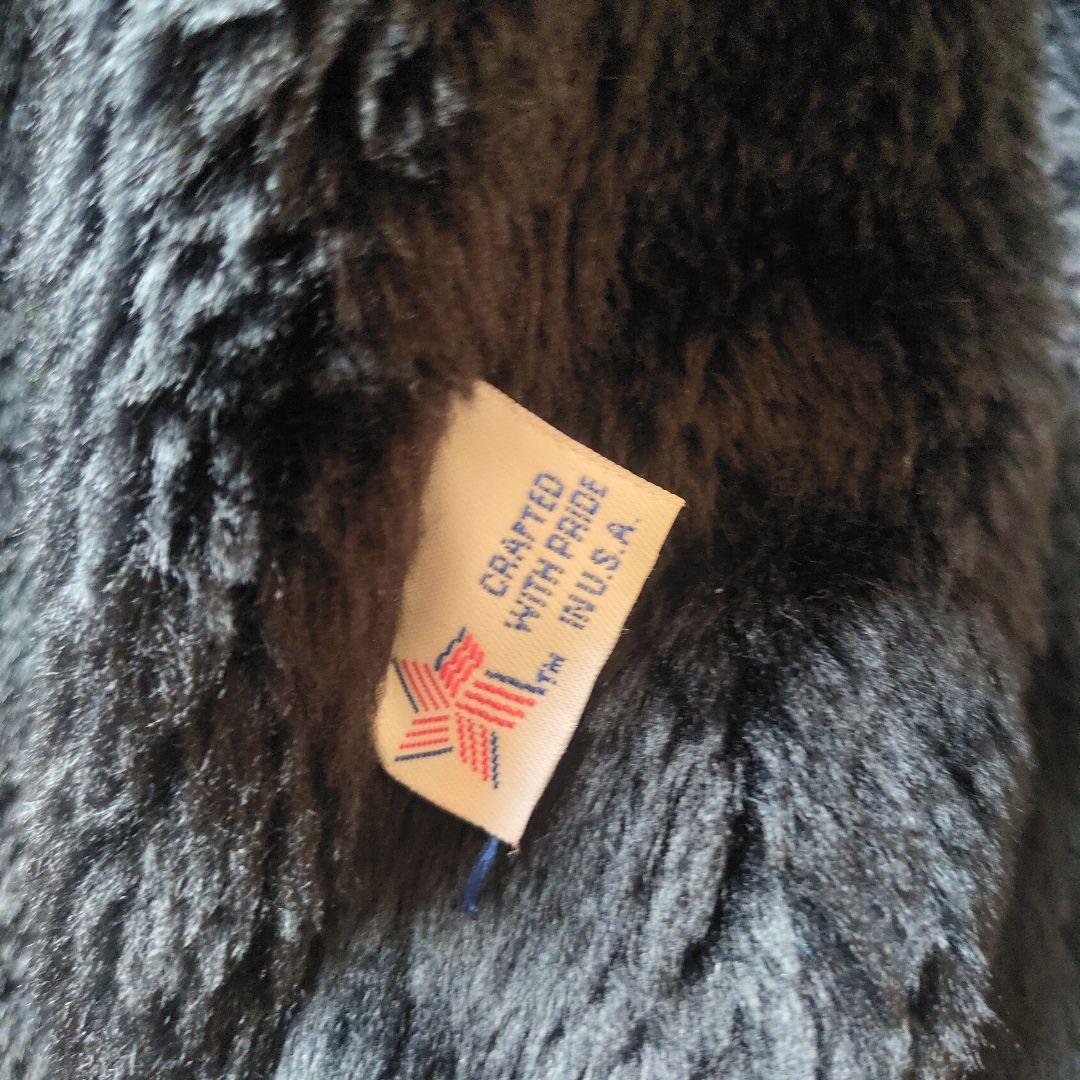 CRAFTED
WITH PRIDE
IN U.S.A.
TM